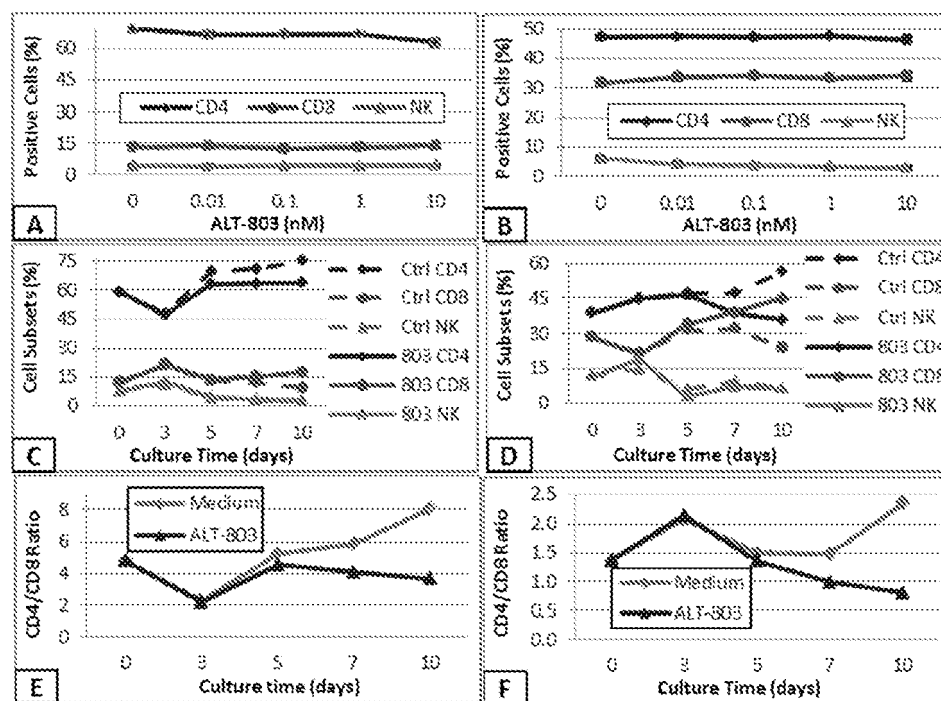 Positive Cells (%)
60
45
30
15
0
CD4 CD8 NK
0 0.01 0.1 1 10
ALT-803 (nM)
A
Positive Cells (%)
50
40
30
20
10
0
CD4 CD8 NK
0 0.01 0.1 1 10
ALT-803 (nM)
B
Cell Subsets (%)
75
60
45
30
15
0
Ctrl CD4
Ctrl CD8
Ctrl NK
803 CD4
803 CD8
803 NK
0 3 5 7 10
Culture Time (days)
C
Cell Subsets (%)
60
45
30
15
0
Ctrl CD4
Ctrl CD8
Ctrl NK
803 CD4
803 CD8
803 NK
0 3 5 7 10
Culture Time (days)
D
CD4/CD8 Ratio
8
6
4
2
0
Medium
ALT-803
0 3 5 7 10
Culture time (days)
E
CD4/CD8 Ratio
2.5
2.0
1.5
1.0
0.5
0.0
Medium
ALT-803
0 3 5 7 10
Culture Time (days)
F